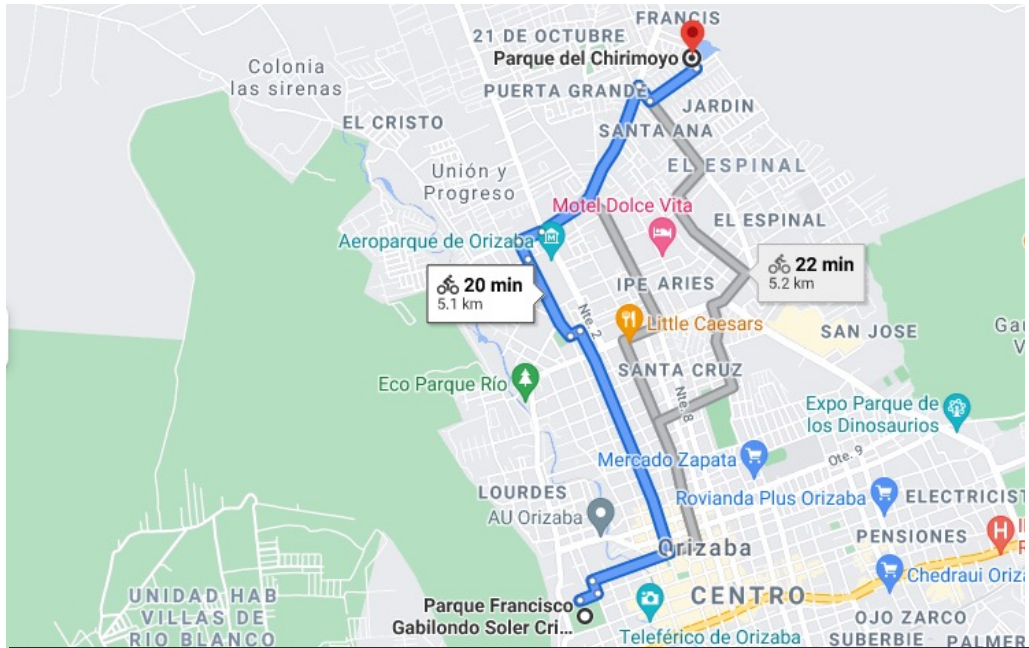 FRANCIS
21 DE OCTUBRE
Parque del Chirimoyo
Colonia
las sirenas
PUERTA GRANDE
JARDIN
EL CRISTO
SANTA ANA
EL ESPINAL
Unión y
Progreso
Motel Dolce Vita
EL ESPINAL
Aeroparque de Orizaba
22 min
5.2 km
20 min
5.1 km
IPE ARIES
Nte. 2
Little Caesars
SAN JOSE
Eco Parque Río
SANTA CRUZ
Nte. 8
Expo Parque de
los Dinosaurios
Mercado Zapata
Ote. 9
LOURDES
Rovianda Plus Orizaba
ELECTRICIST
AU Orizaba
PENSIONES
Orizaba
Chedraui Oriza
UNIDAD HAB
VILLAS DE
RIO BLANCO
Parque Francisco
Gabilondo Soler Cri...
CENTRO
OJO ZARCO
Teleférico de Orizaba
SUBERBIE
PALMER